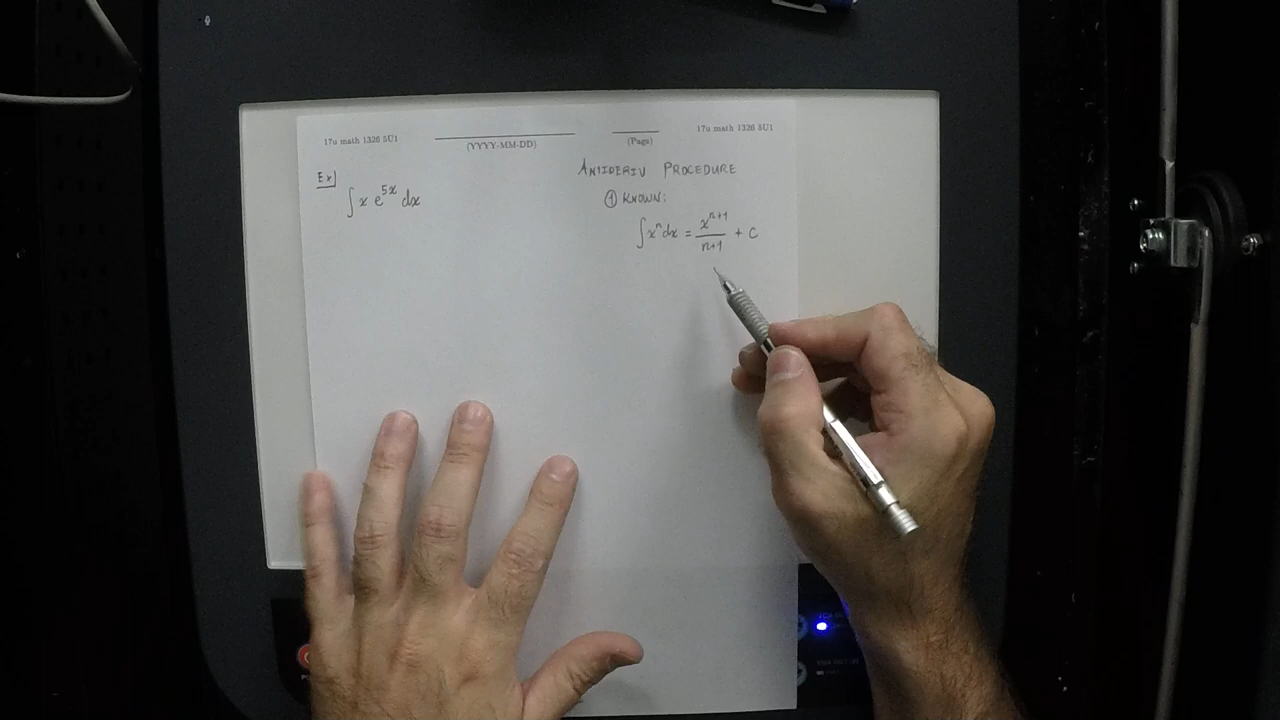 17u math 1326 5U1
(YYYY-MM-DD)
(Page)
17u math 1326 5U1
Ex
∫ x e^{5x} dx
ANTIDERIV PROCEDURE
① KNOWN:
∫ x^n dx = x^{n+1}/n+1 + C